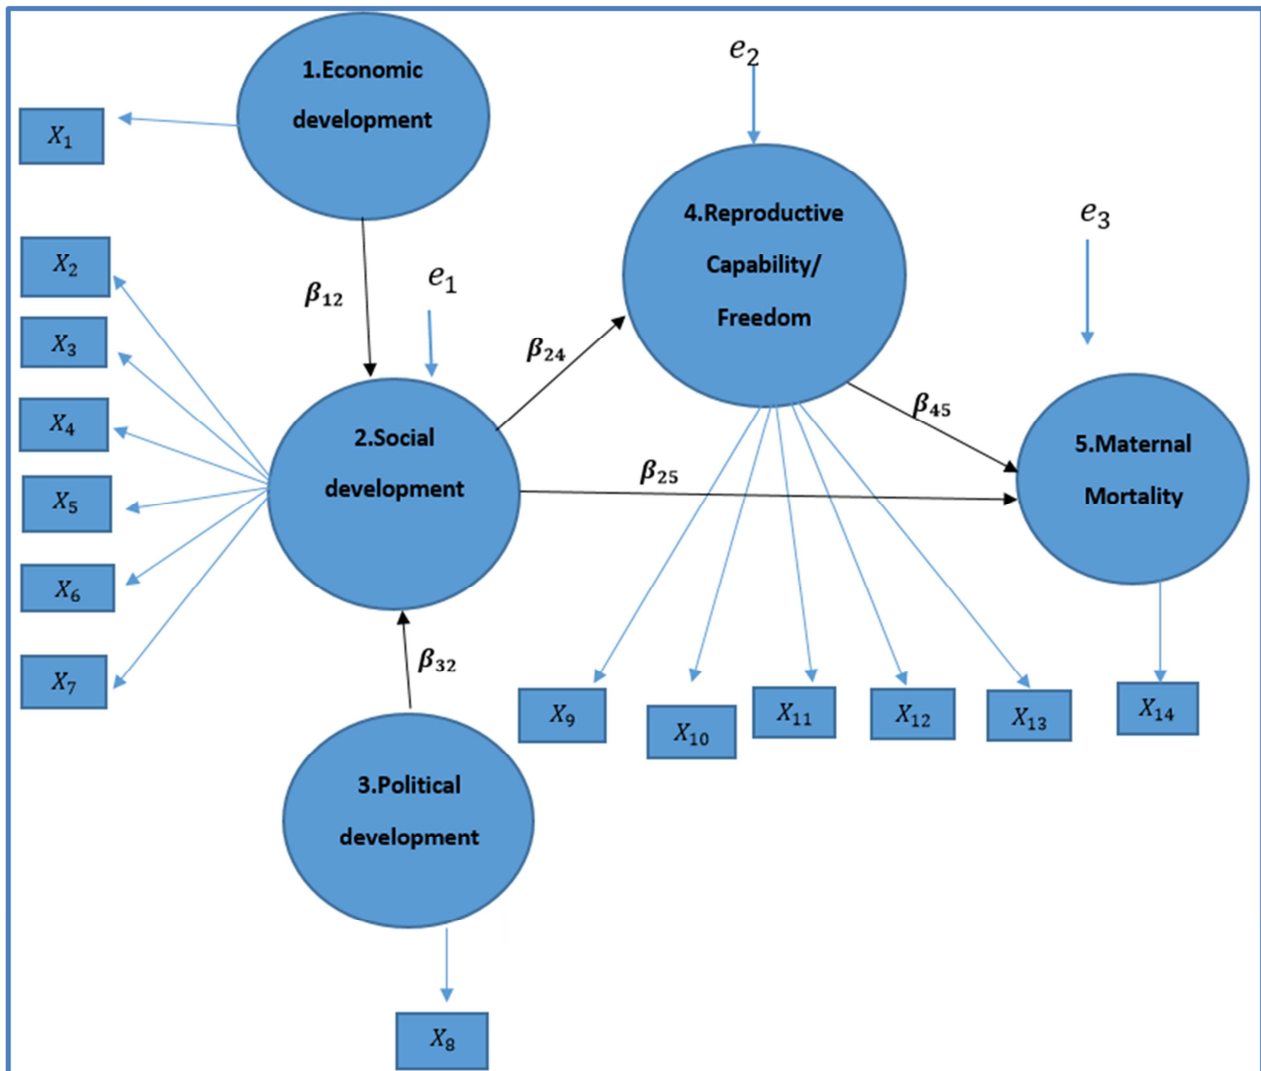 1.Economic
development
X₁
e₂
4.Reproductive
Capability/
Freedom
e₃
X₂
X₃
X₄
X₅
X₆
X₇
β₁₂
e₁
β₂₄
2.Social
development
β₂₅
β₄₅
5.Maternal
Mortality
β₃₂
X₉
X₁₀
X₁₁
X₁₂
X₁₃
X₁₄
3.Political
development
X₈